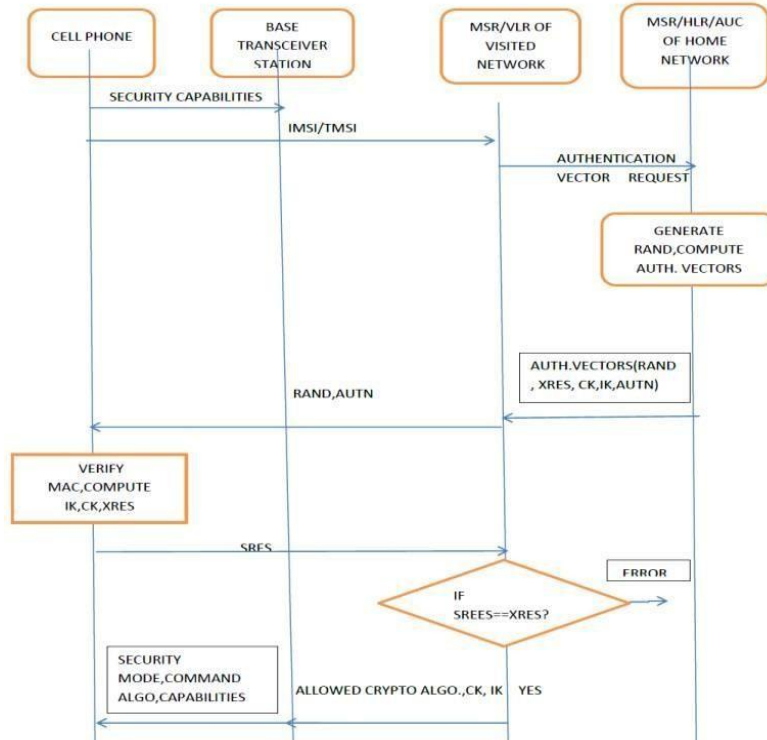 CELL PHONE
BASE
TRANSCEIVER
STATION
MSR/VLR OF
VISITED
NETWORK
MSR/HLR/AUC
OF HOME
NETWORK
SECURITY CAPABILITIES
IMSI/TMSI
AUTHENTICATION
VECTOR REQUEST
GENERATE
RAND,COMPUTE
AUTH. VECTORS
AUTH.VECTORS(RAND
, XRES, CK,IK,AUTN)
RAND,AUTN
VERIFY
MAC,COMPUTE
IK,CK,XRES
SRES
IF
SREES==XRES?
ERROR
SECURITY
MODE,COMMAND
ALGO,CAPABILITIES
ALLOWED CRYPTO ALGO.,CK, IK YES